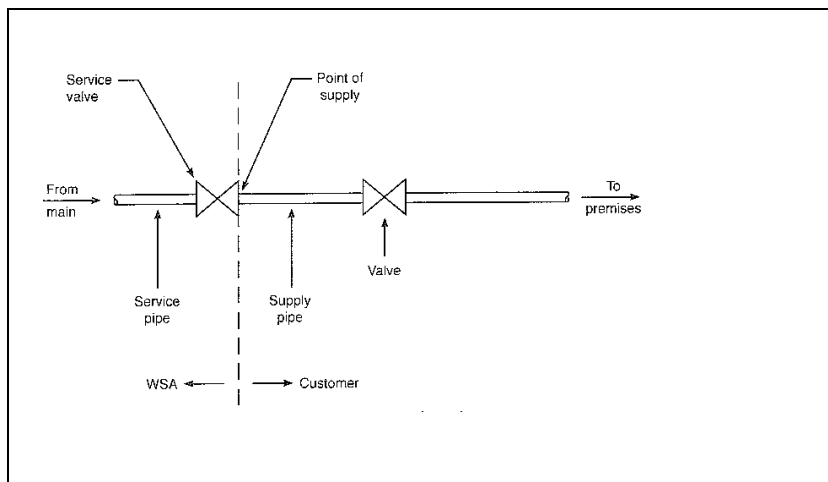 Service
valve
Point of
supply
From
main
To
premises
Valve
Service
pipe
Supply
pipe
WSA
Customer